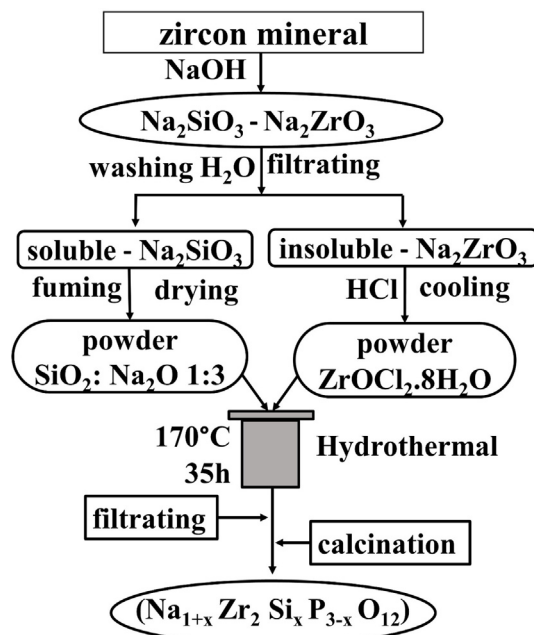 zircon mineral
NaOH
Na₂SiO₃ - Na₂ZrO₃
washing H₂O filtrating
soluble - Na₂SiO₃
insoluble - Na₂ZrO₃
fuming drying
HCl cooling
powder
SiO₂: Na₂O 1:3
powder
ZrOCl₂.8H₂O
170°C
35h
Hydrothermal
filtrating
calcination
(Na₁₊ₓ Zr₂ Siₓ P₃₋ₓ O₁₂)